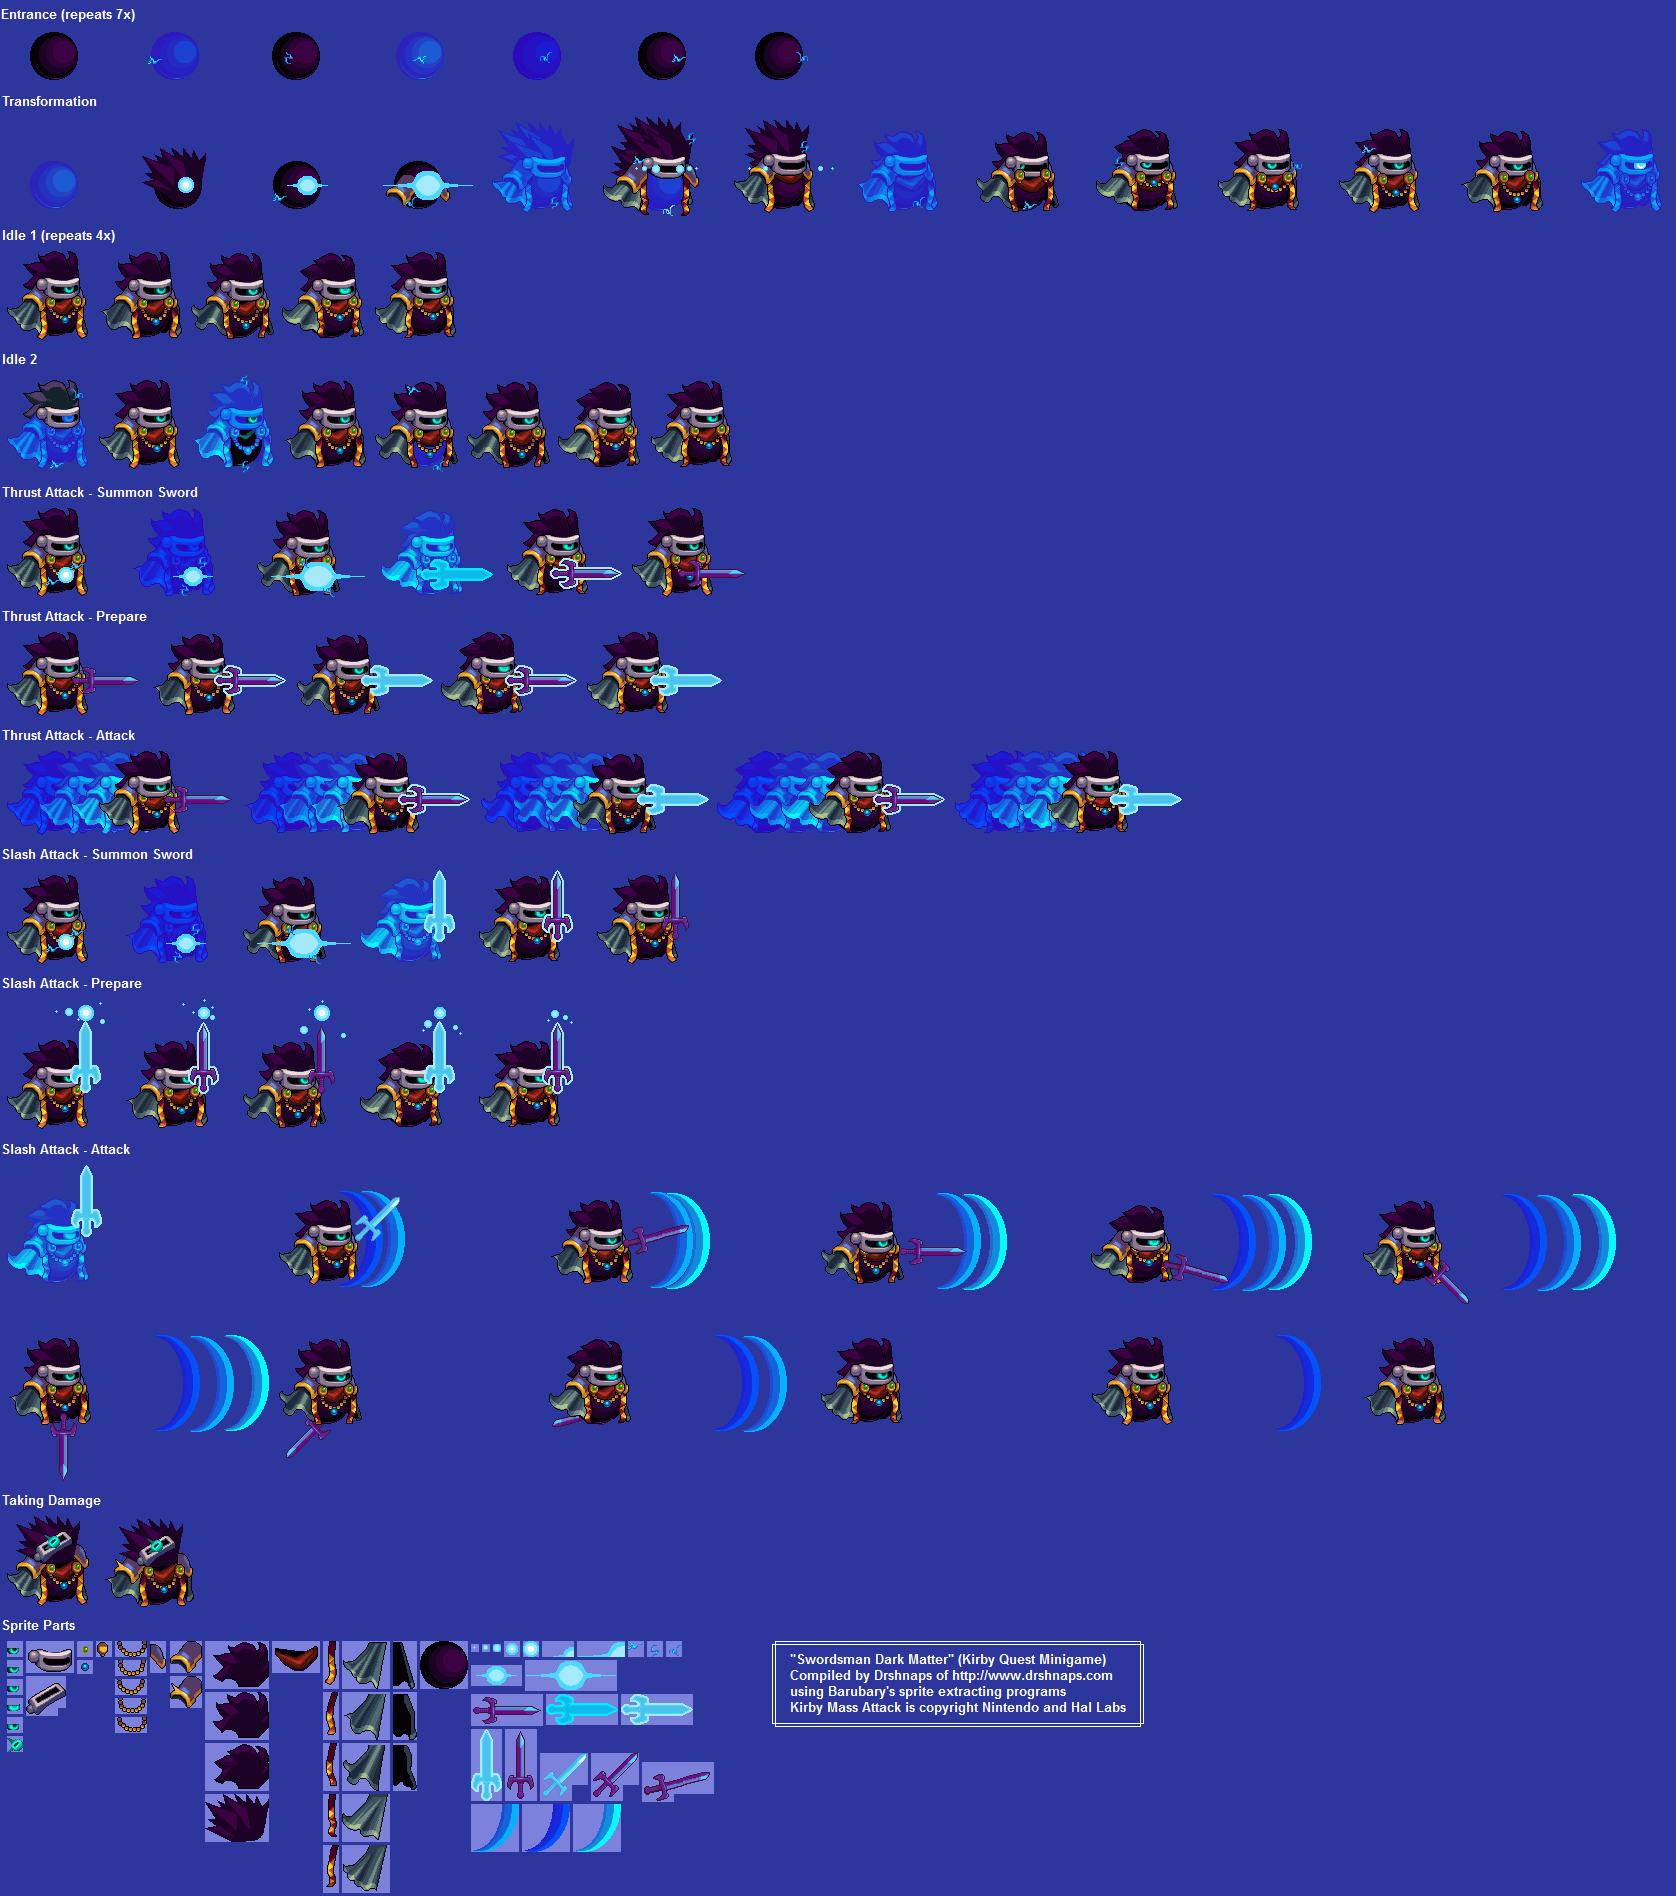 Entrance (repeats 7x)
Transformation
Idle 1 (repeats 4x)
Idle 2
Thrust Attack - Summon Sword
Thrust Attack - Prepare
Thrust Attack - Attack
Slash Attack - Summon Sword
Slash Attack - Prepare
Slash Attack - Attack
Taking Damage
Sprite Parts
"Swordsman Dark Matter" (Kirby Quest Minigame)
Compiled by Drshnaps of http://www.drshnaps.com
using Barubary's sprite extracting programs
Kirby Mass Attack is copyright Nintendo and Hal Labs